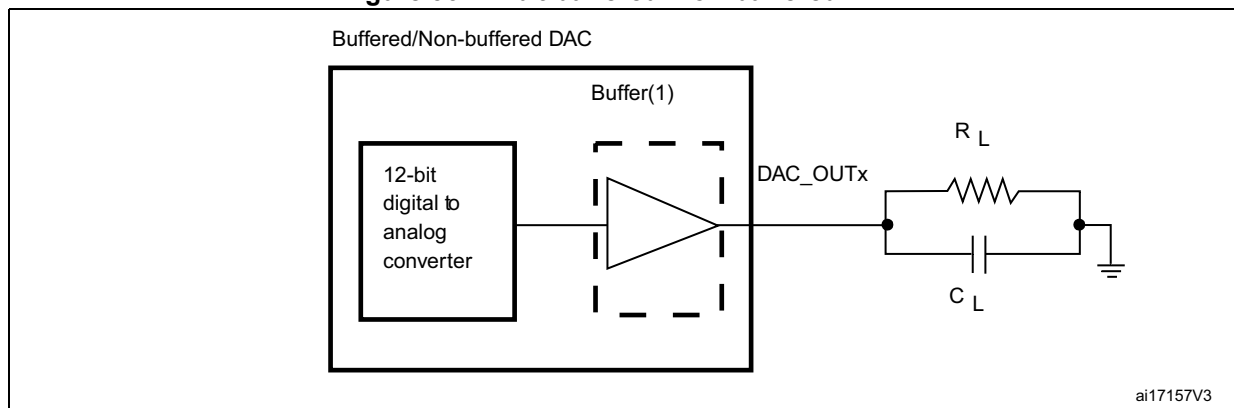 Buffered/Non-buffered DAC
Buffer(1)
12-bit
digital to
analog
converter
DAC_OUTx
R L
C L
ai17157V3